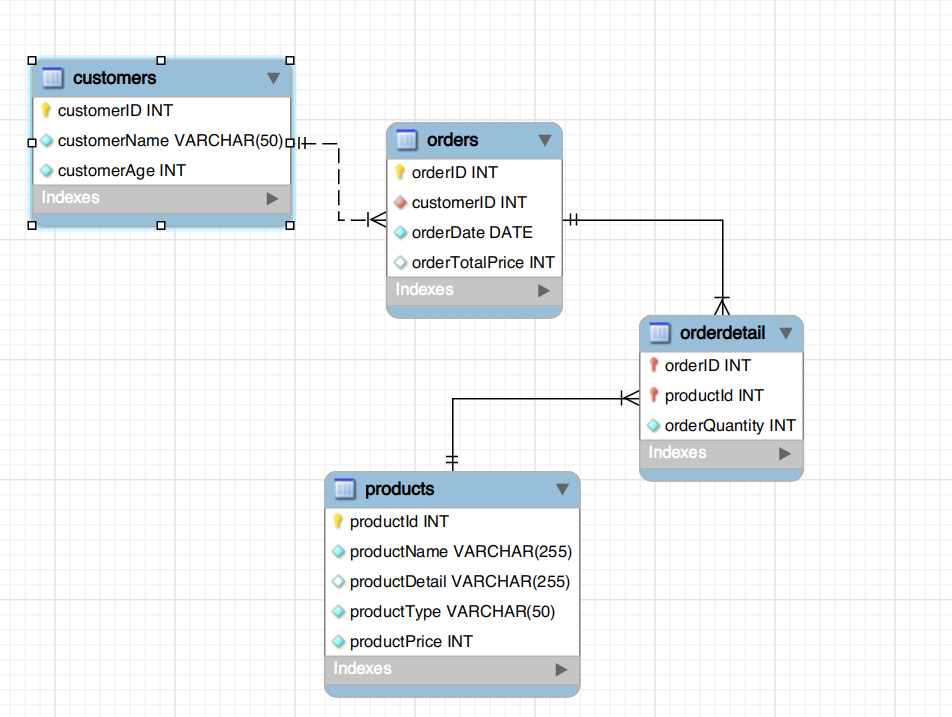 customers
customerID INT
customerName VARCHAR(50)
customerAge INT
Indexes
orders
orderID INT
customerID INT
orderDate DATE
orderTotalPrice INT
Indexes
orderdetail
orderID INT
productId INT
orderQuantity INT
Indexes
products
productId INT
productName VARCHAR(255)
productDetail VARCHAR(255)
productType VARCHAR(50)
productPrice INT
Indexes